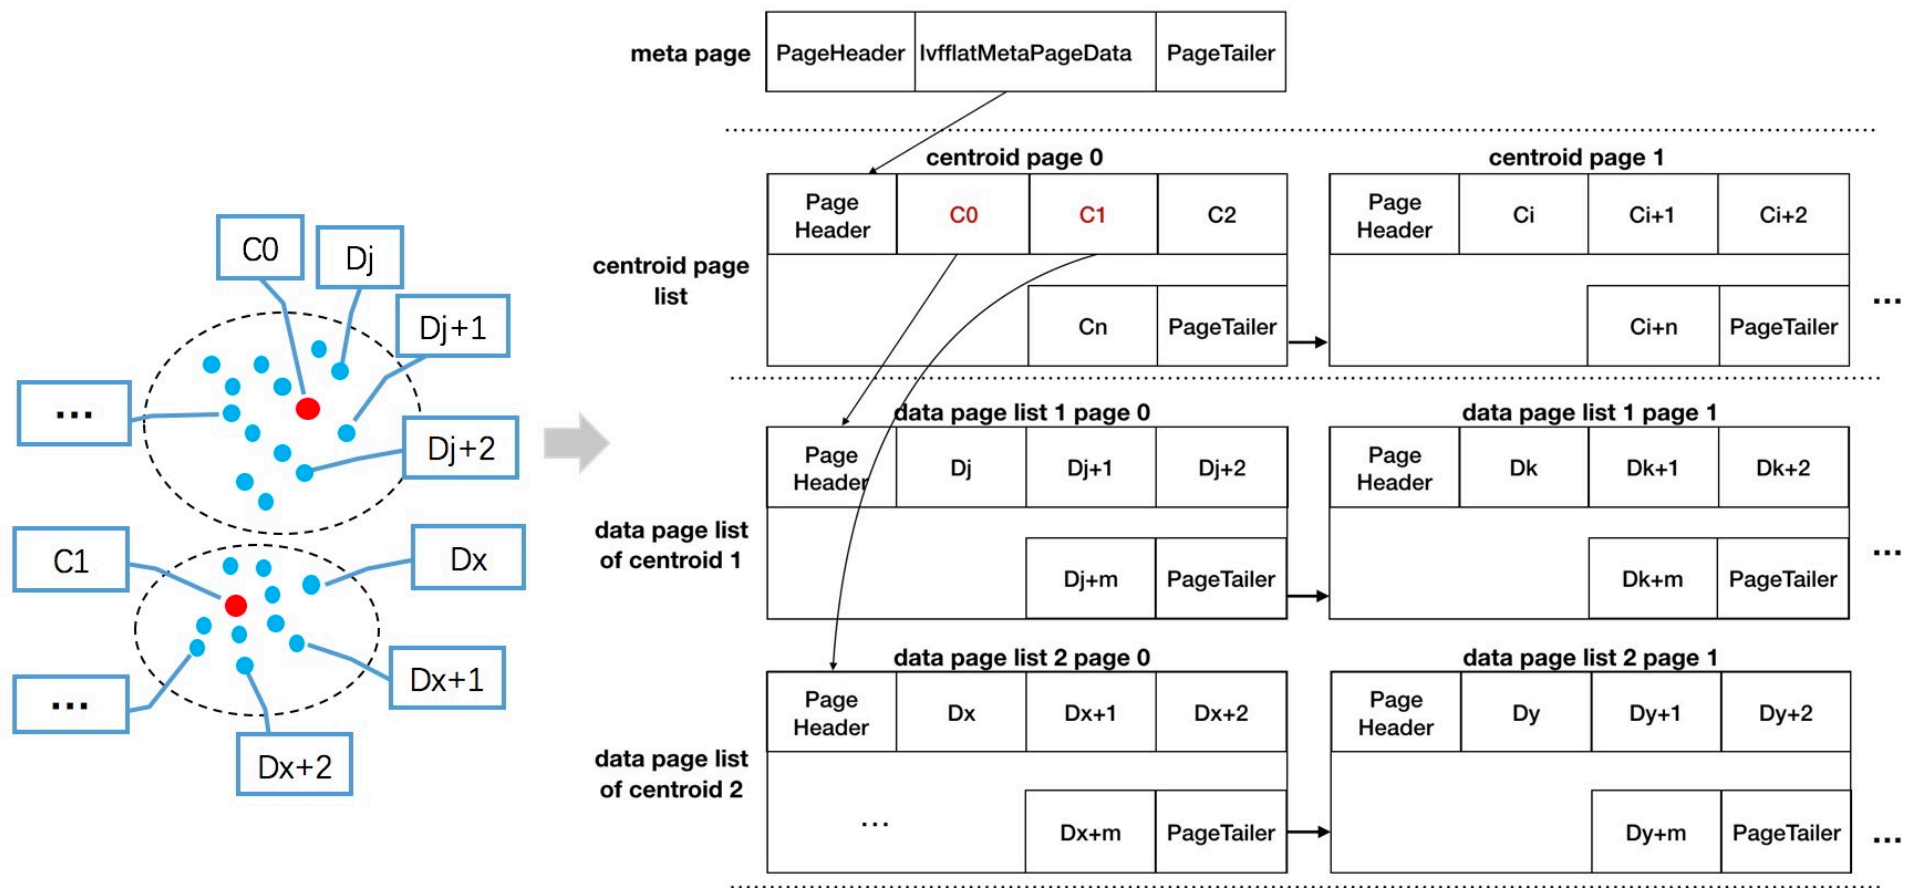 C0
Dj
Dj+1
...
Dj+2
C1
Dx
Dx+1
...
Dx+2
meta page
PageHeader
IvfflatMetaPageData
PageTailer
centroid page 0
centroid page 1
centroid page
list
Page
Header
C0
C1
C2
Cn
PageTailer
Page
Header
Ci
Ci+1
Ci+2
Ci+n
PageTailer
...
data page list 1 page 0
data page list 1 page 1
data page list
of centroid 1
Page
Header
Dj
Dj+1
Dj+2
Dj+m
PageTailer
Page
Header
Dk
Dk+1
Dk+2
Dk+m
PageTailer
...
data page list 2 page 0
data page list 2 page 1
data page list
of centroid 2
Page
Header
Dx
Dx+1
Dx+2
...
Dx+m
PageTailer
Page
Header
Dy
Dy+1
Dy+2
Dy+m
PageTailer
...